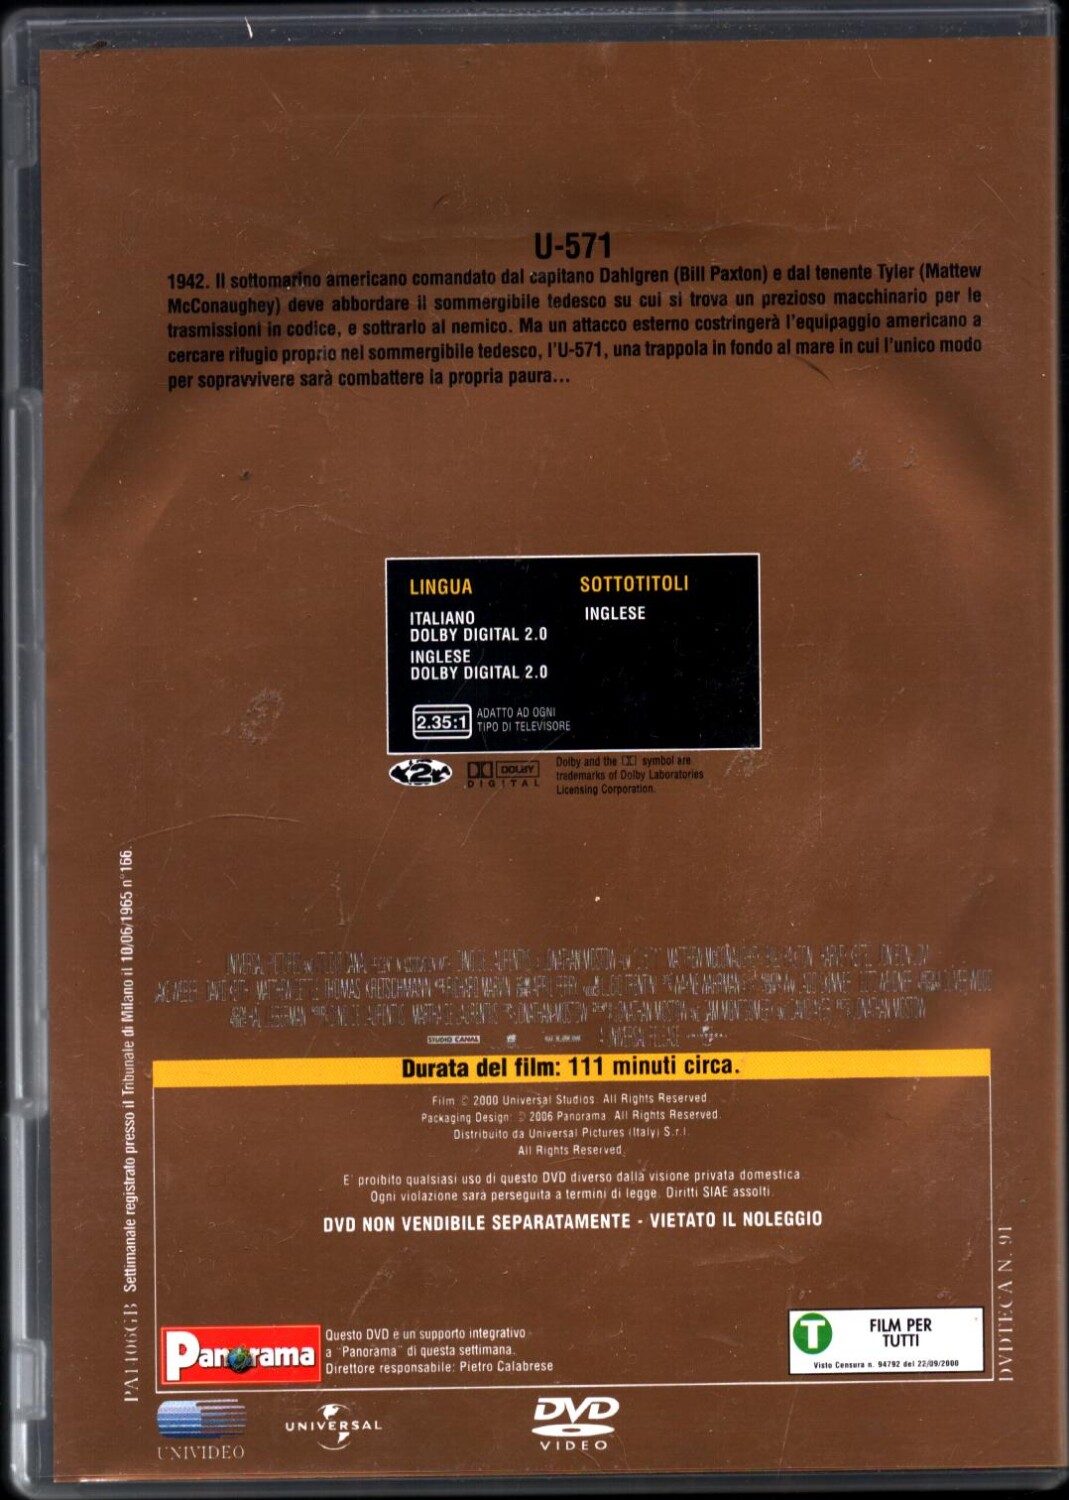 U-571
1942. Il sottomarino americano comandato dal capitano Dahlgren (Bill Paxton) e dal tenente Tyler (Mattew
McConaughey) deve abbordare il sommergibile tedesco su cui si trova un prezioso macchinario per le
trasmissioni in codice, e sottrarlo al nemico. Ma un attacco esterno costringerà l'equipaggio americano a
cercare rifugio proprio nel sommergibile tedesco, l'U-571, una trappola in fondo al mare in cui l'unico modo
per sopravvivere sarà combattere la propria paura...
LINGUA
ITALIANO
DOLBY DIGITAL 2.0
INGLESE
DOLBY DIGITAL 2.0
SOTTOTITOLI
INGLESE
2.35:1
ADATTO AD OGNI
TIPO DI TELEVISORE
2
DOLBY
DIGITAL
Dolby and the symbol are
trademarks of Dolby Laboratories
Licensing Corporation.
THOMAS KRETSCHMANN
STUDIO CANAL
Durata del film: 111 minuti circa.
Film © 2000 Universal Studios. All Rights Reserved.
Packaging Design: © 2006 Panorama. All Rights Reserved.
Distribuito da Universal Pictures (Italy) S.r.l.
All Rights Reserved.
E' proibito qualsiasi uso di questo DVD diverso dalla visione privata domestica.
Ogni violazione sarà perseguita a termini di legge. Diritti SIAE assolti.
DVD NON VENDIBILE SEPARATAMENTE - VIETATO IL NOLEGGIO
Panorama
Questo DVD è un supporto integrativo
a "Panorama" di questa settimana.
Direttore responsabile: Pietro Calabrese
T
FILM PER
TUTTI
Visto Censura n. 94792 del 22/09/2000
UNIVIDEO
UNIVERSAL
DVD
VIDEO
PA1406GB Settimanale registrato presso il Tribunale di Milano il 10/06/1965 n°166.
DVDTECA N. 91